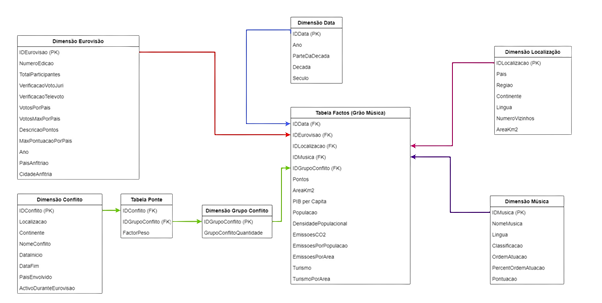 Dimensão Eurovisão
IDEurovisao (PK)
NumeroEdicao
TotalParticipantes
VerificacaoVotoJuri
VerificacaoTelevoto
VotosPorPais
VotosMaxPorPais
DescricaoPontos
MaxPontuacaoPorPais
Ano
PaisAnfitriao
CidadeAnfitria
Dimensão Data
IDData (PK)
Ano
ParteDaDecada
Decada
Seculo
Dimensão Localização
IDLocalizacao (PK)
Pais
Regiao
Continente
Lingua
NumeroVizinhos
AreaKm2
Tabela Factos (Grão Música)
IDData (FK)
IDEurovisao (FK)
IDLocalizacao (FK)
IDMusica (FK)
IDGrupoConflito (FK)
Pontos
AreaKm2
PIB per Capita
Populacao
DensidadePopulacional
EmissoesCO2
EmissoesPorPopulacao
EmissoesPorArea
Turismo
TurismoPorArea
Dimensão Conflito
IDConflito (PK)
Localizacao
Continente
NomeConflito
DataInicio
DataFim
PaisEnvolvido
ActivoDuranteEurovisao
Tabela Ponte
IDConflito (FK)
IDGrupoConflito (FK)
FactorPeso
Dimensão Grupo Conflito
IDGrupoConflito (PK)
GrupoConflitoQuantidade
Dimensão Música
IDMusica (PK)
NomeMusica
Lingua
Classificacao
OrdemAtuacao
PercentOrdemAtuacao
Pontuacao